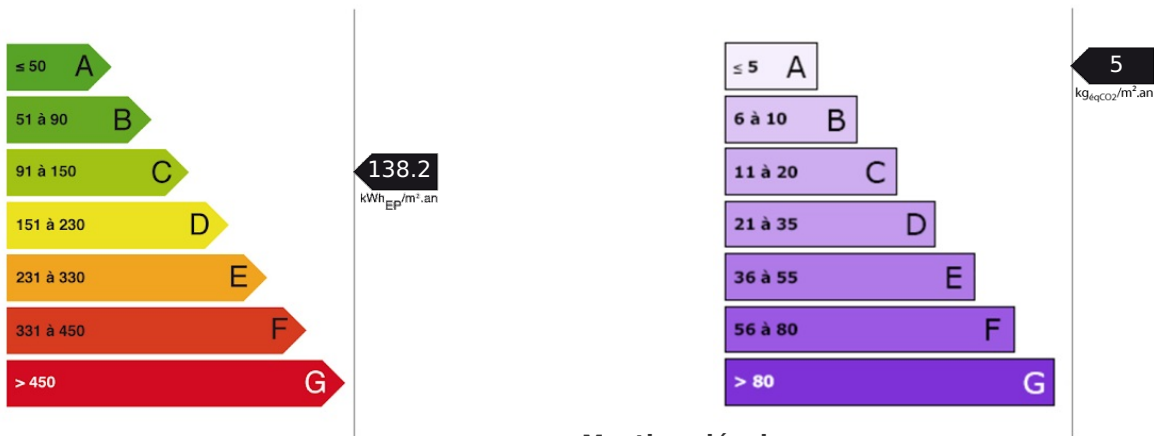 ≤ 50 A
51 à 90 B
91 à 150 C
151 à 230 D
231 à 330 E
331 à 450 F
> 450 G
138.2
kWhEP/m².an
≤ 5 A
6 à 10 B
11 à 20 C
21 à 35 D
36 à 55 E
56 à 80 F
> 80 G
5
kgéqCO2/m².an